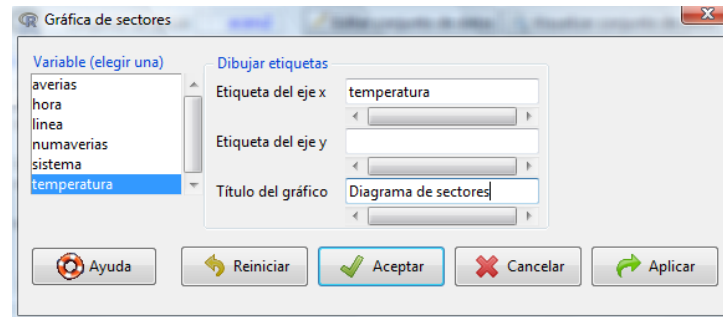 Gráfica de sectores
Variable (elegir una)
averias
hora
linea
numaverias
sistema
temperatura
Dibujar etiquetas
Etiqueta del eje x temperatura
Etiqueta del eje y
Título del gráfico Diagrama de sectores
Ayuda Reiniciar Aceptar Cancelar Aplicar